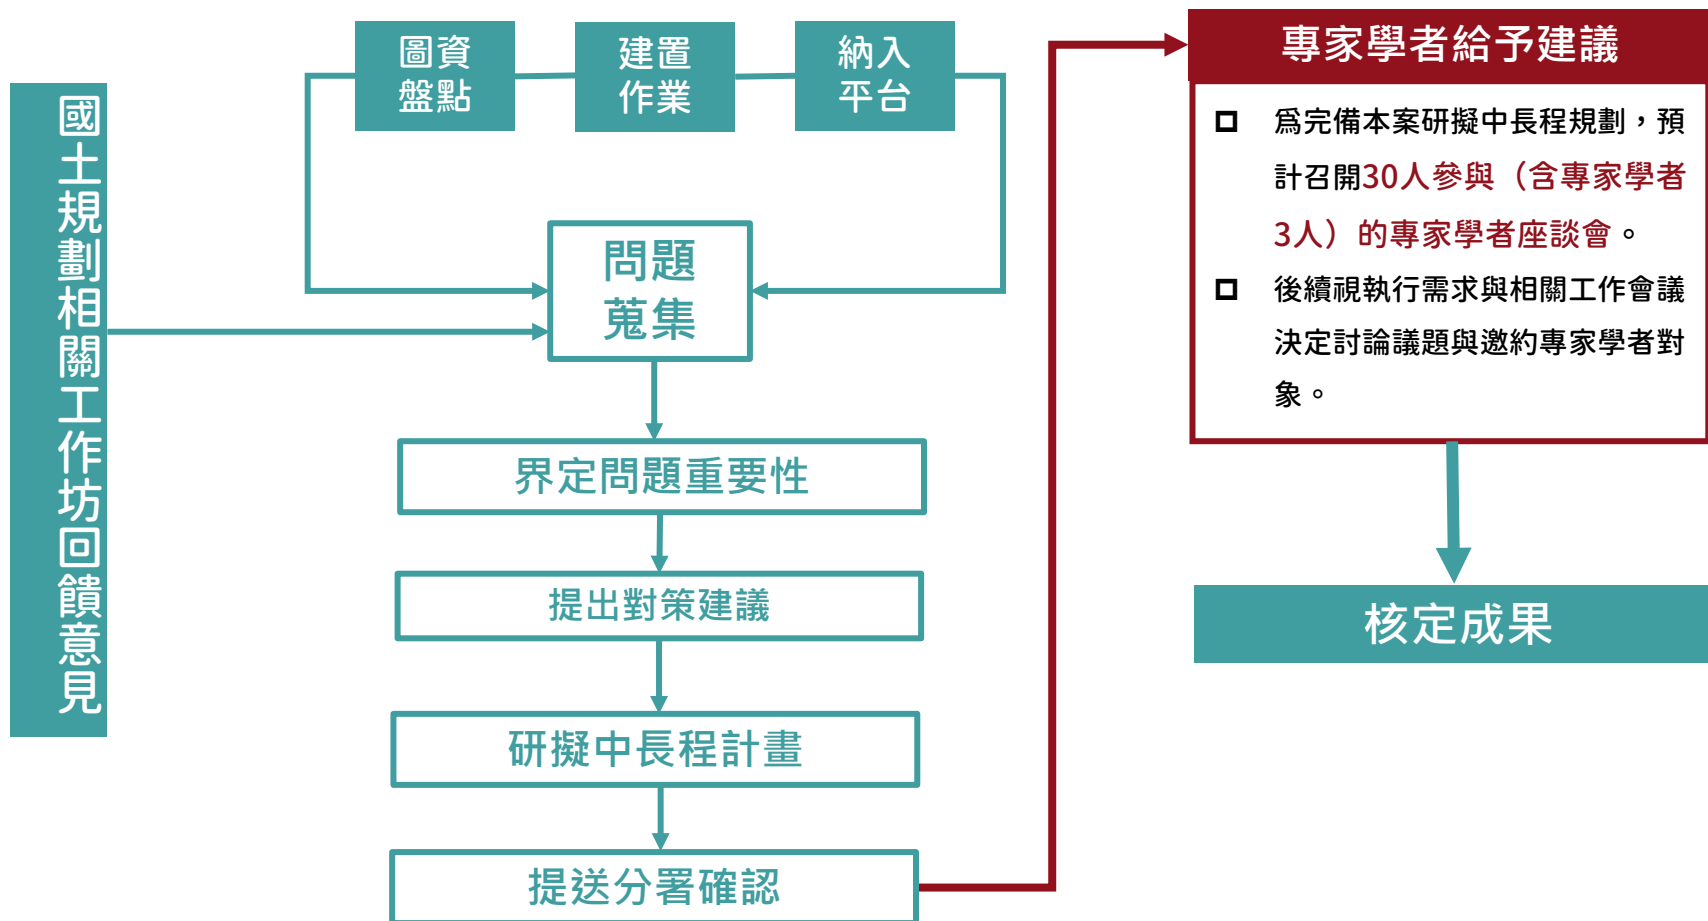 國土規劃相關工作坊回饋意見
圖資
盤點
建置
作業
納入
平台
問題
蒐集
界定問題重要性
提出對策建議
研擬中長程計畫
提送分署確認
專家學者給予建議
為完備本案研擬中長程規劃，預
計召開30人參與（含專家學者
3人）的專家學者座談會。
後續視執行需求與相關工作會議
決定討論議題與邀約專家學者對
象。
核定成果